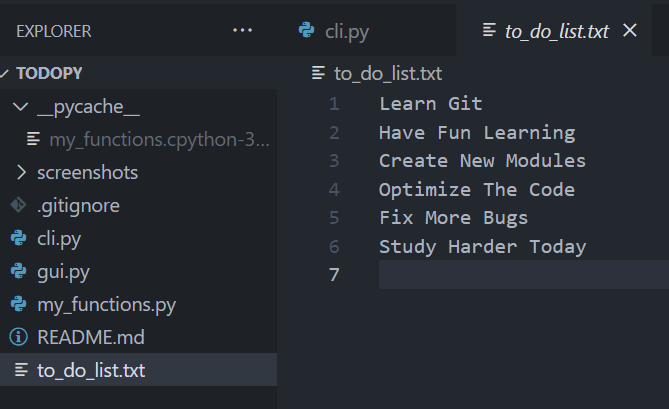 EXPLORER
...
cli.py
to_do_list.txt
TODOPY
__pycache__
my_functions.cpython-3...
screenshots
.gitignore
cli.py
gui.py
my_functions.py
README.md
to_do_list.txt
to_do_list.txt
1 Learn Git
2 Have Fun Learning
3 Create New Modules
4 Optimize The Code
5 Fix More Bugs
6 Study Harder Today
7